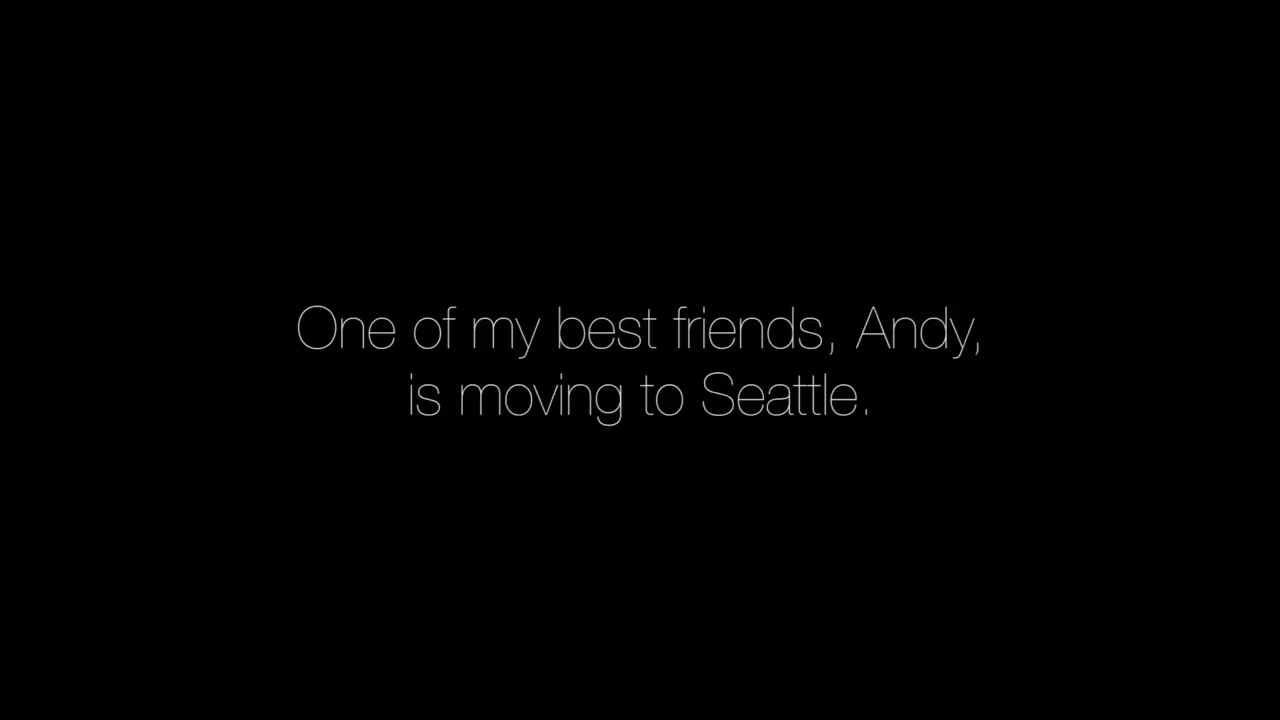 One of my best friends, Andy,
is moving to Seattle.